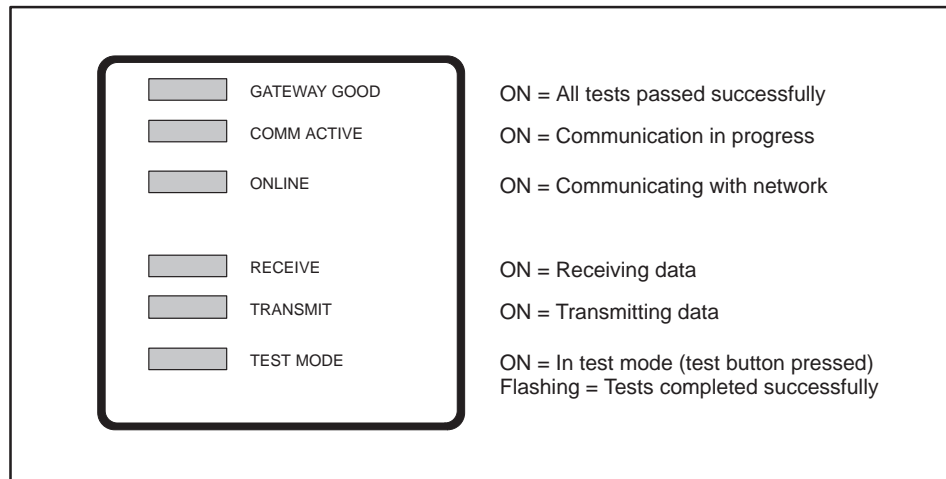 GATEWAY GOOD ON = All tests passed successfully
COMM ACTIVE ON = Communication in progress
ONLINE ON = Communicating with network
RECEIVE ON = Receiving data
TRANSMIT ON = Transmitting data
TEST MODE ON = In test mode (test button pressed)
Flashing = Tests completed successfully